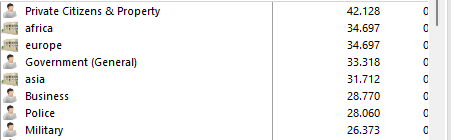 Private Citizens & Property 42.128 0
africa 34.697 0
europe 34.697 0
Government (General) 33.318 0
asia 31.712 0
Business 28.770 0
Police 28.060 0
Military 26.373 0